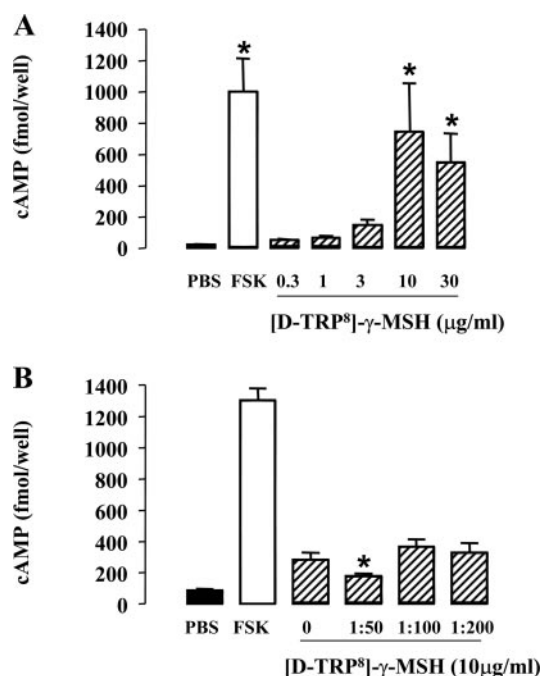 A
cAMP (fmol/well)
1400
1200
1000
800
600
400
200
0
*
*
*
PBS FSK 0.3 1 3 10 30
[D-TRP⁸]-γ-MSH (µg/ml)
B
cAMP (fmol/well)
1400
1200
1000
800
600
400
200
0
*
PBS FSK 0 1:50 1:100 1:200
[D-TRP⁸]-γ-MSH (10µg/ml)